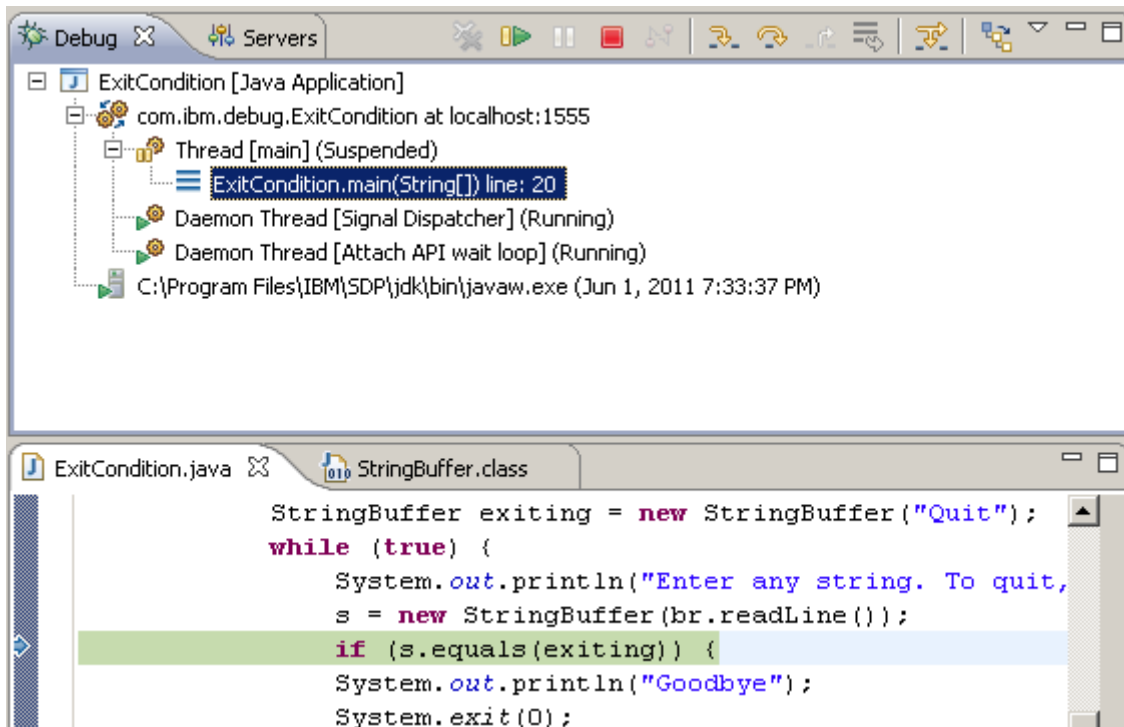 Debug Servers
ExitCondition [Java Application]
com.ibm.debug.ExitCondition at localhost:1555
Thread [main] (Suspended)
ExitCondition.main(String[]) line: 20
Daemon Thread [Signal Dispatcher] (Running)
Daemon Thread [Attach API wait loop] (Running)
C:\Program Files\IBM\SDP\jdk\bin\javaw.exe (Jun 1, 2011 7:33:37 PM)
ExitCondition.java StringBuffer.class
StringBuffer exiting = new StringBuffer("Quit");
while (true) {
System.out.println("Enter any string. To quit,
s = new StringBuffer(br.readLine());
if (s.equals(exiting)) {
System.out.println("Goodbye");
System.exit(0);